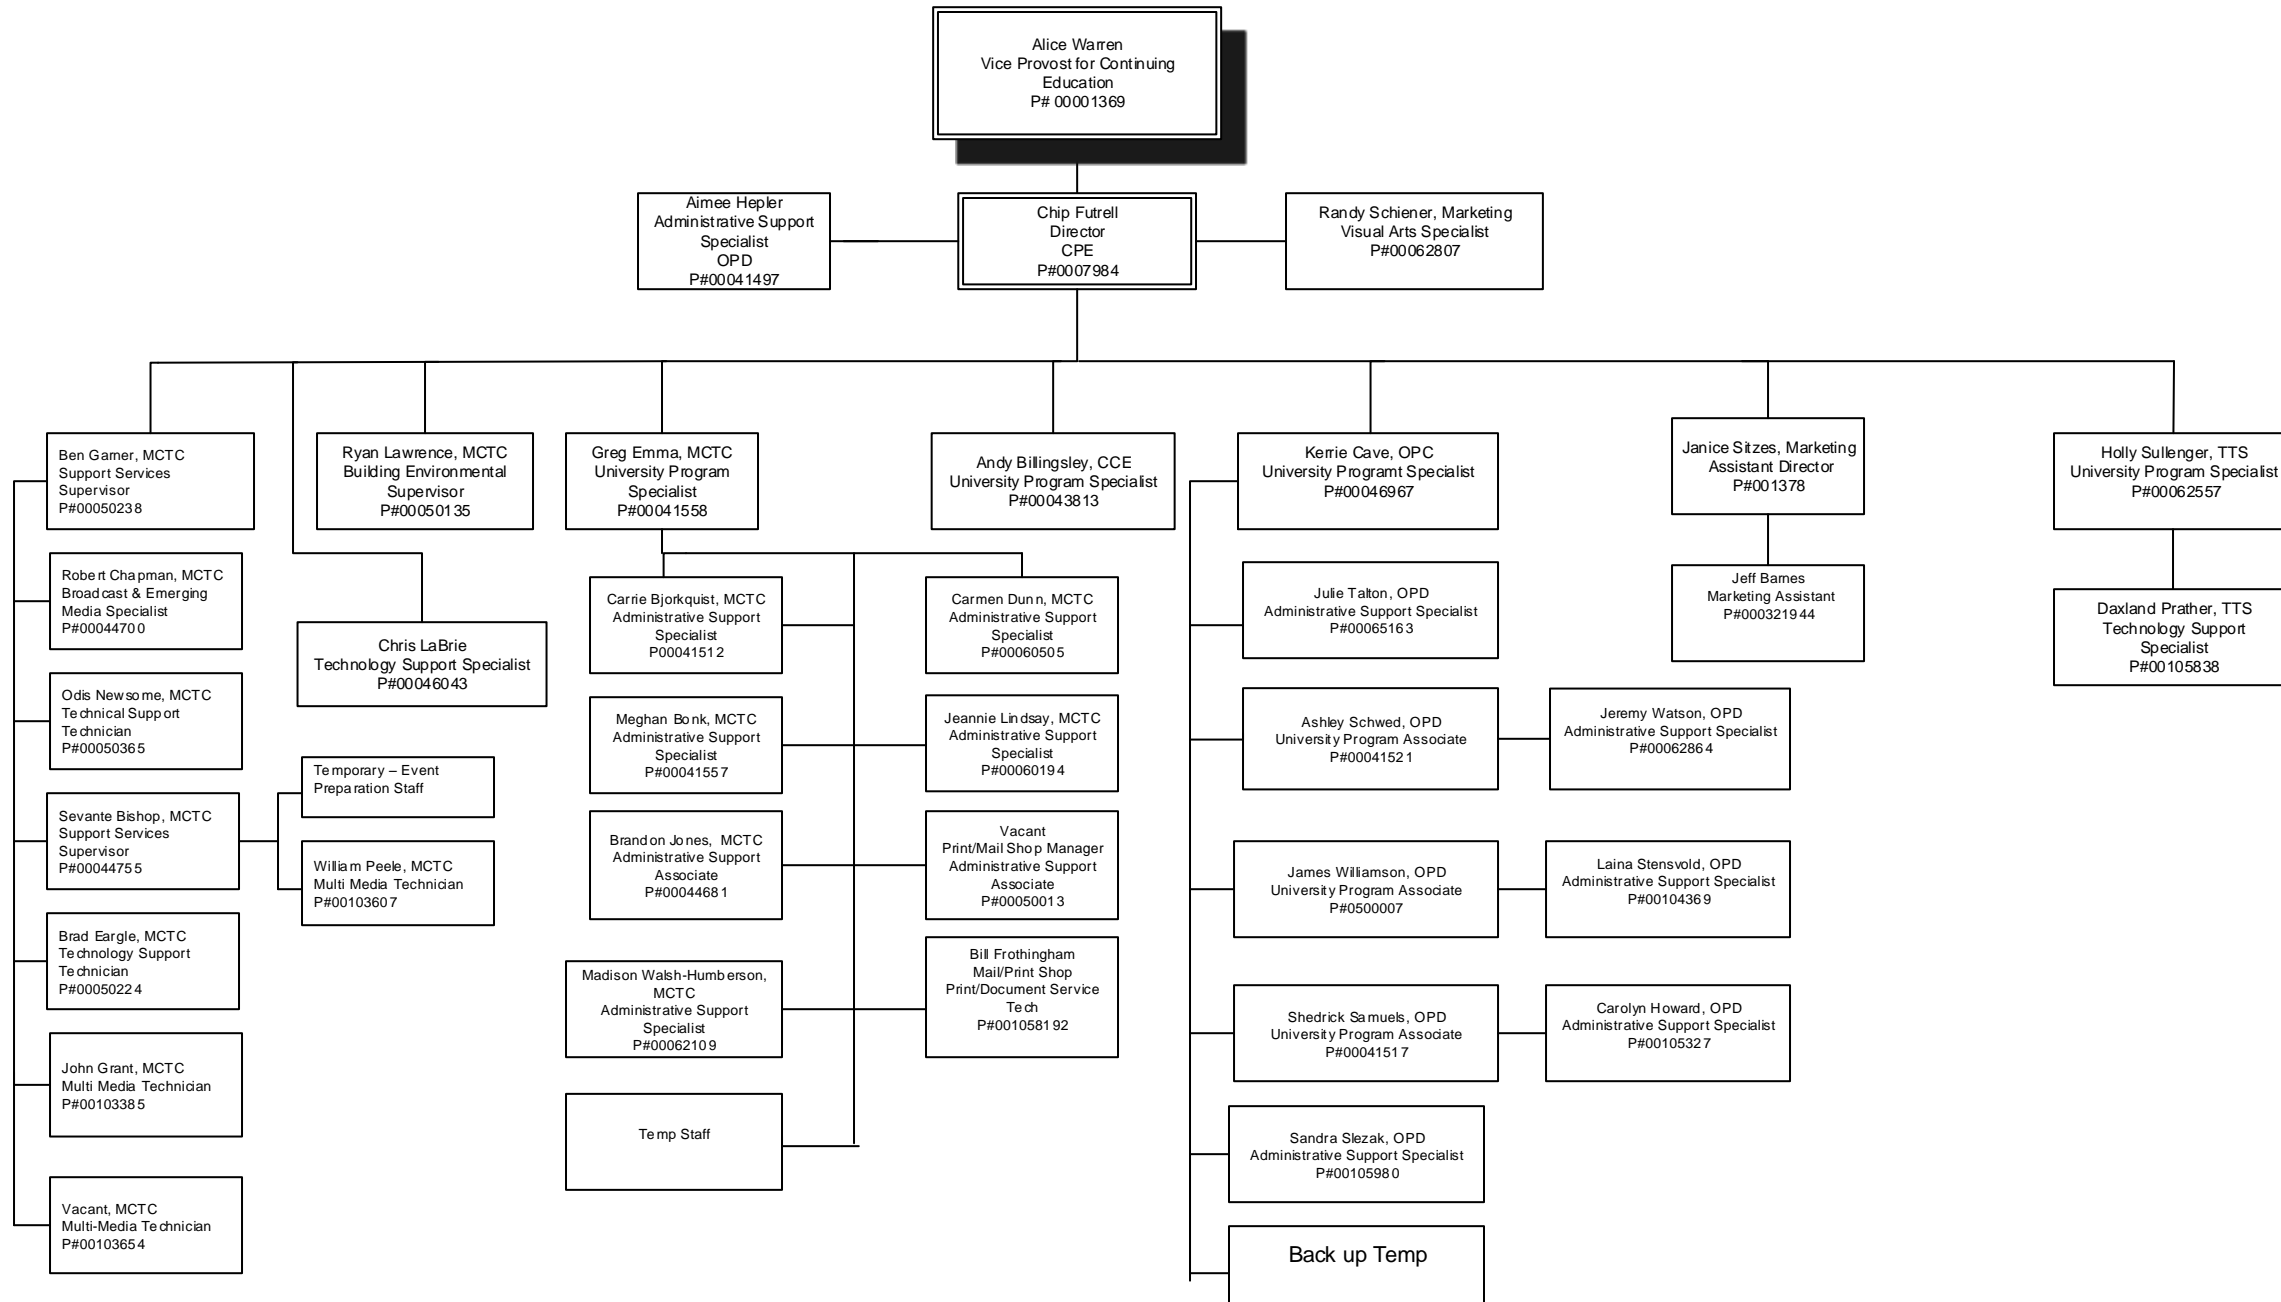 Alice Warren
Vice Provost for Continuing
Education
P# 00001369
Aimee Hepler
Administrative Support
Specialist
OPD
P#00041497
Chip Futrell
Director
CPE
P#0007984
Randy Schiener, Marketing
Visual Arts Specialist
P#00062807
Ben Garner, MCTC
Support Services
Supervisor
P#00050238
Ryan Lawrence, MCTC
Building Environmental
Supervisor
P#00050135
Greg Emma, MCTC
University Program
Specialist
P#00041558
Andy Billingsley, CCE
University Program Specialist
P#00043813
Kerrie Cave, OPC
University Programt Specialist
P#00046967
Janice Sitzes, Marketing
Assistant Director
P#001378
Holly Sullenger, TTS
University Program Specialist
P#00062557
Robert Chapman, MCTC
Broadcast & Emerging
Media Specialist
P#00044700
Chris LaBrie
Technology Support Specialist
P#00046043
Carrie Bjorkquist, MCTC
Administrative Support
Specialist
P00041512
Carmen Dunn, MCTC
Administrative Support
Specialist
P#00060505
Julie Talton, OPD
Administrative Support Specialist
P#00065163
Jeff Barnes
Marketing Assistant
P#000321944
Daxland Prather, TTS
Technology Support
Specialist
P#00105838
Odis Newsome, MCTC
Technical Support
Technician
P#00050365
Meghan Bonk, MCTC
Administrative Support
Specialist
P#00041557
Jeannie Lindsay, MCTC
Administrative Support
Specialist
P#00060194
Ashley Schwed, OPD
University Program Associate
P#00041521
Jeremy Watson, OPD
Administrative Support Specialist
P#00062864
Sevante Bishop, MCTC
Support Services
Supervisor
P#00044755
Temporary – Event
Preparation Staff
William Peele, MCTC
Multi Media Technician
P#00103607
Brandon Jones, MCTC
Administrative Support
Associate
P#00044681
Vacant
Print/Mail Shop Manager
Administrative Support
Associate
P#00050013
James Williamson, OPD
University Program Associate
P#0500007
Laina Stensvold, OPD
Administrative Support Specialist
P#00104369
Brad Eargle, MCTC
Technology Support
Technician
P#00050224
Madison Walsh-Humberson,
MCTC
Administrative Support
Specialist
P#00062109
Bill Frothingham
Mail/Print Shop
Print/Document Service
Tech
P#001058192
Shedrick Samuels, OPD
University Program Associate
P#00041517
Carolyn Howard, OPD
Administrative Support Specialist
P#00105327
John Grant, MCTC
Multi Media Technician
P#00103385
Temp Staff
Sandra Slezak, OPD
Administrative Support Specialist
P#00105980
Vacant, MCTC
Multi-Media Technician
P#00103654
Back up Temp